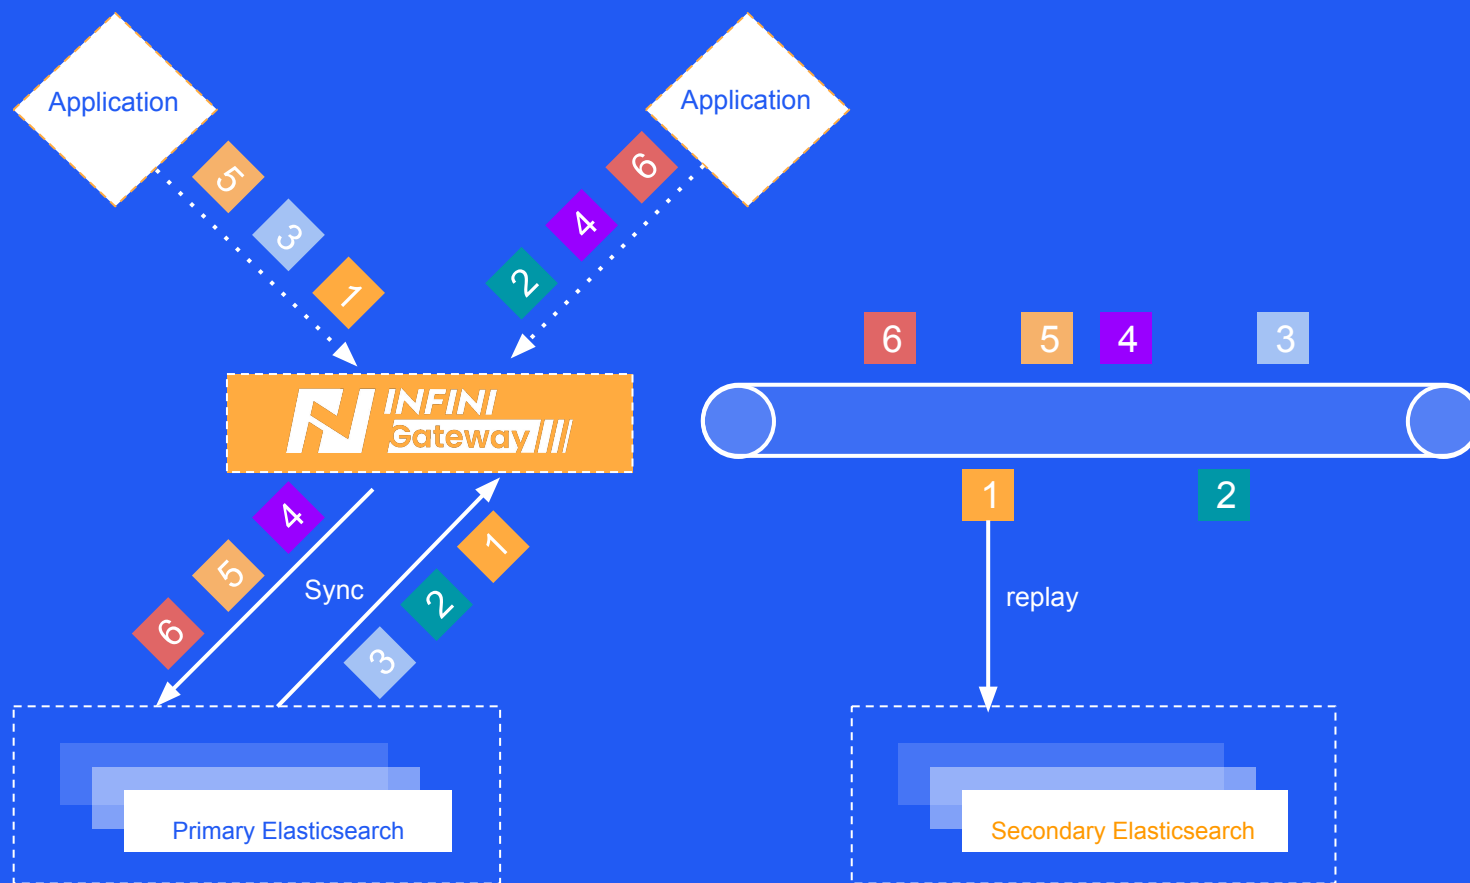 Application
Application
5
6
3
4
1
2
6
5
4
3
INFINI
Gateway
1
2
4
1
5
Sync
2
replay
6
3
Primary Elasticsearch
Secondary Elasticsearch